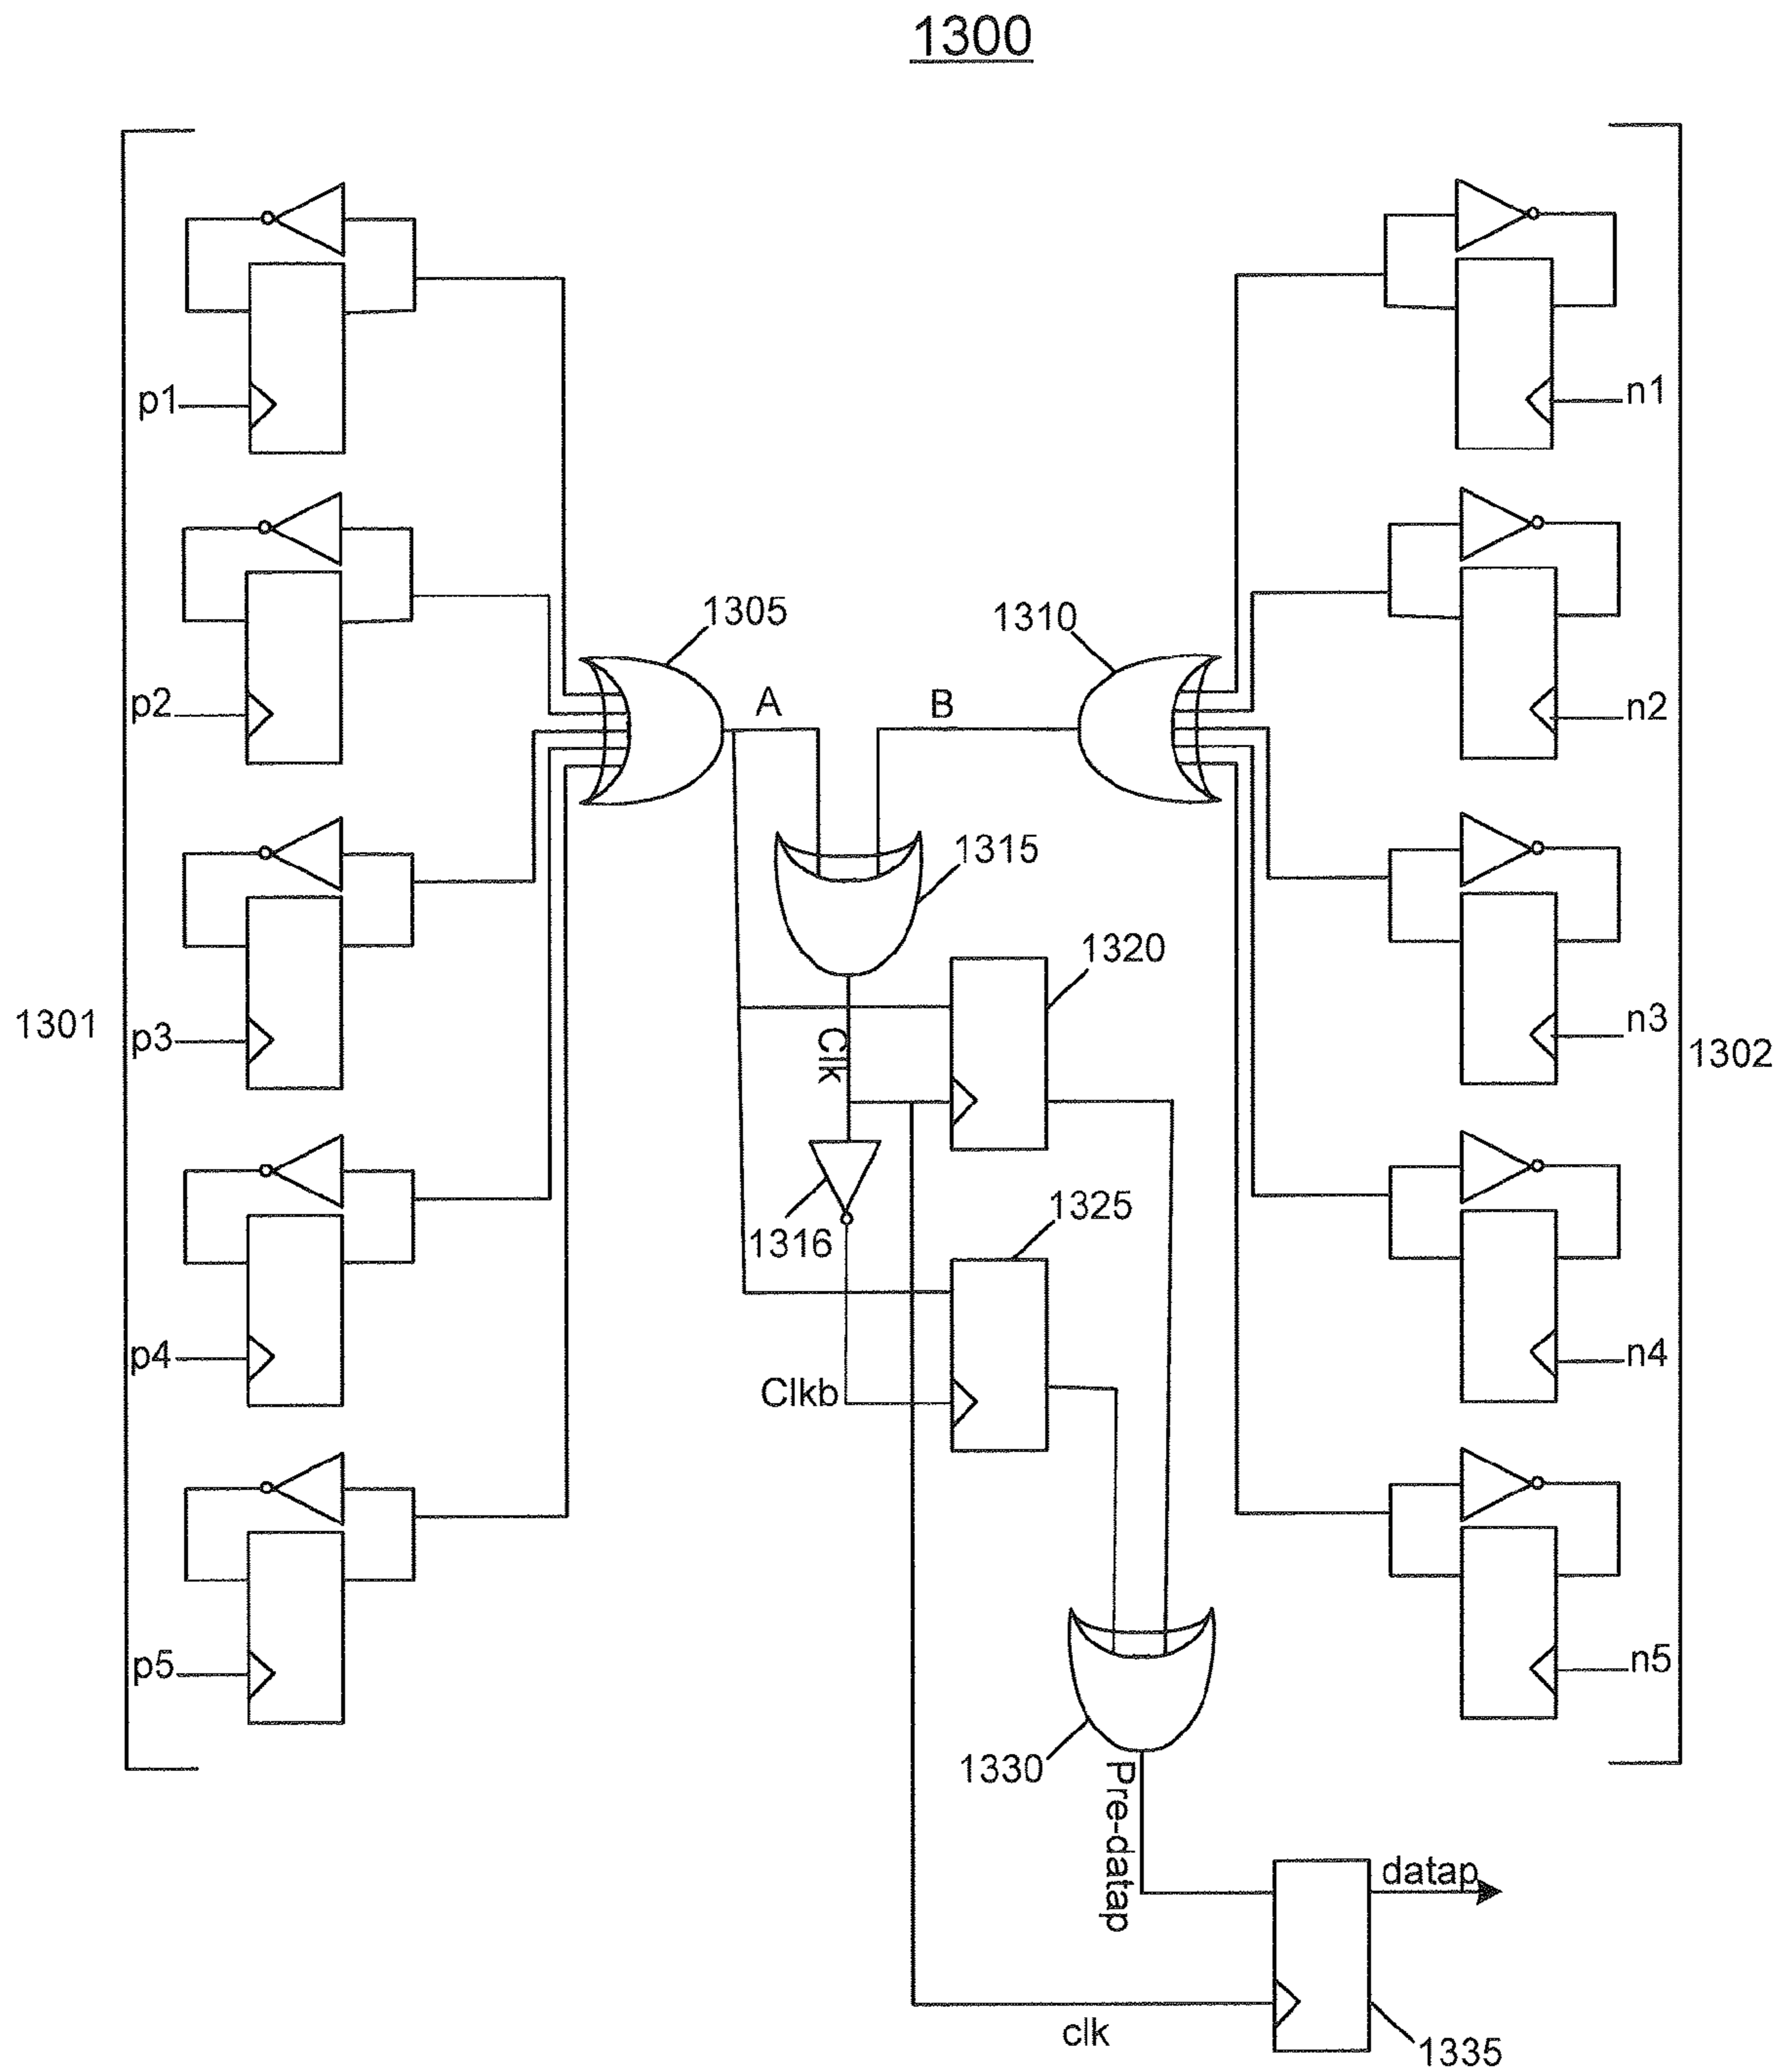 1300
p1
n1
p2
n2
1305
1310
A
B
1315
1320
1301
p3
Clk
n3
1302
1316
1325
p4
n4
Clkb
p5
n5
1330
Pre-datap
datap
clk
1335